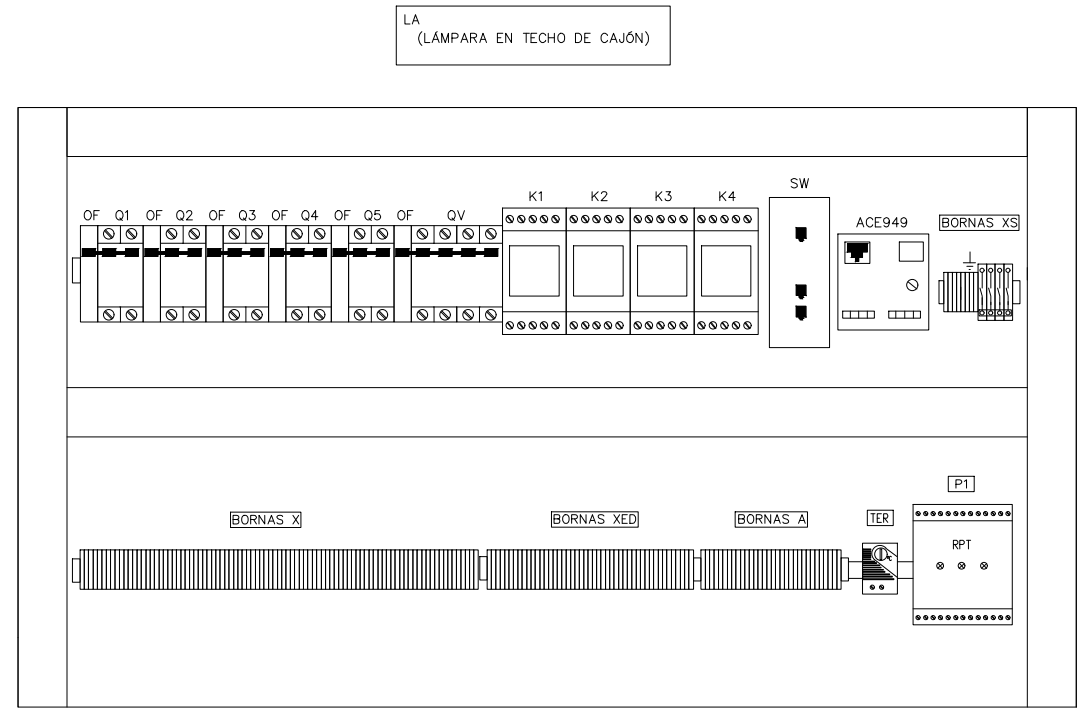 LA
(LÁMPARA EN TECHO DE CAJÓN)
SW
K1 K2 K3 K4
OF Q1 OF Q2 OF Q3 OF Q4 OF Q5 OF QV
ACE949
BORNAS XS
P1
BORNAS X
BORNAS XED
BORNAS A
TER
RPT
°C